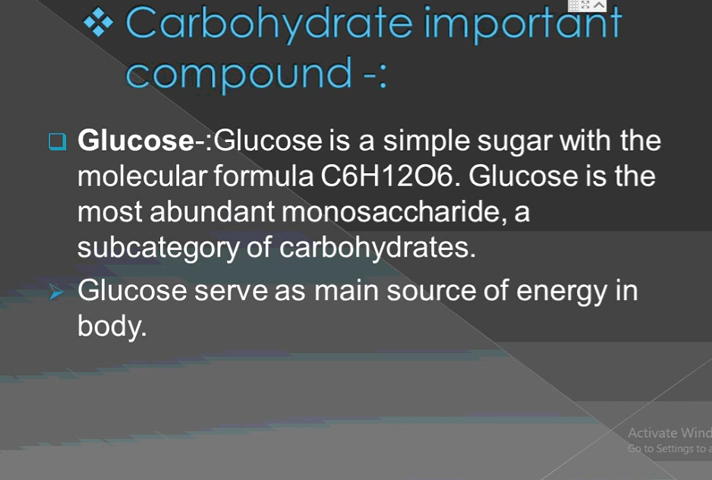 ❖ Carbohydrate important
compound -:
❑ Glucose-:Glucose is a simple sugar with the
molecular formula C6H12O6. Glucose is the
most abundant monosaccharide, a
subcategory of carbohydrates.
➢ Glucose serve as main source of energy in
body.
Activate Wind
Go to Settings to a